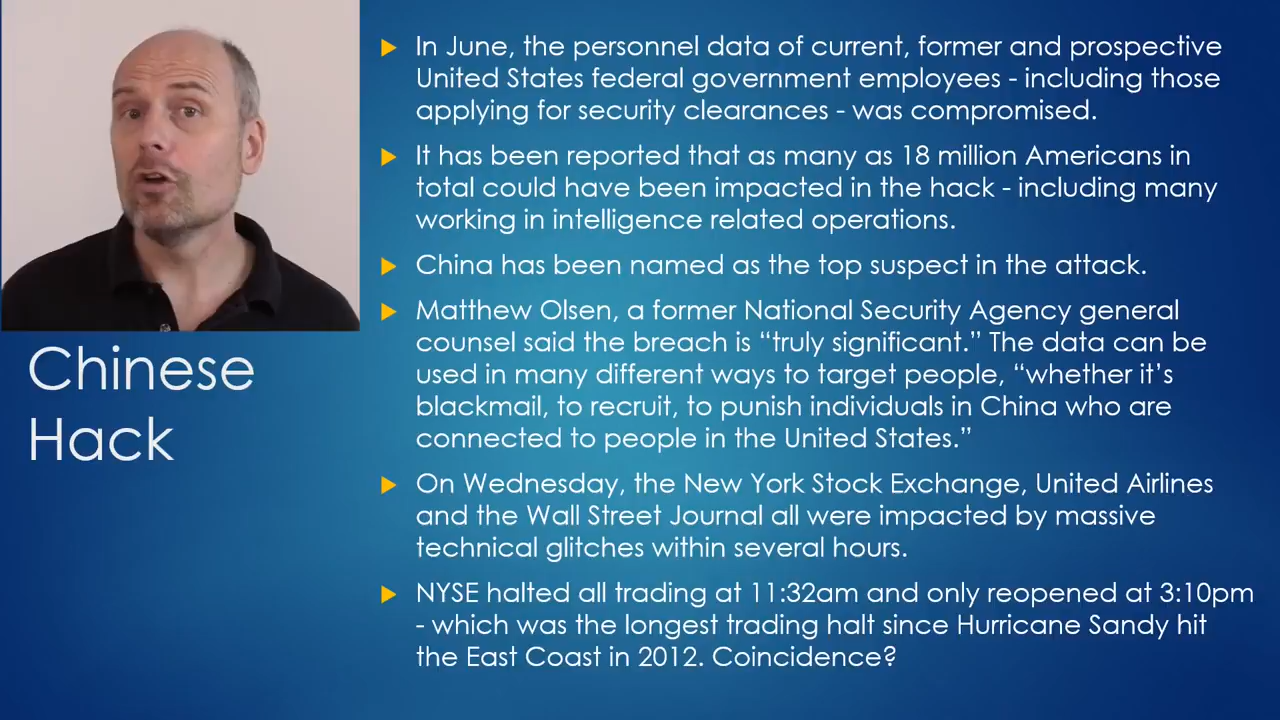 In June, the personnel data of current, former and prospective
United States federal government employees - including those
applying for security clearances - was compromised.
It has been reported that as many as 18 million Americans in
total could have been impacted in the hack - including many
working in intelligence related operations.
China has been named as the top suspect in the attack.
Matthew Olsen, a former National Security Agency general
counsel said the breach is “truly significant.” The data can be
used in many different ways to target people, “whether it’s
blackmail, to recruit, to punish individuals in China who are
connected to people in the United States.”
On Wednesday, the New York Stock Exchange, United Airlines
and the Wall Street Journal all were impacted by massive
technical glitches within several hours.
NYSE halted all trading at 11:32am and only reopened at 3:10pm
- which was the longest trading halt since Hurricane Sandy hit
the East Coast in 2012. Coincidence?
Chinese
Hack